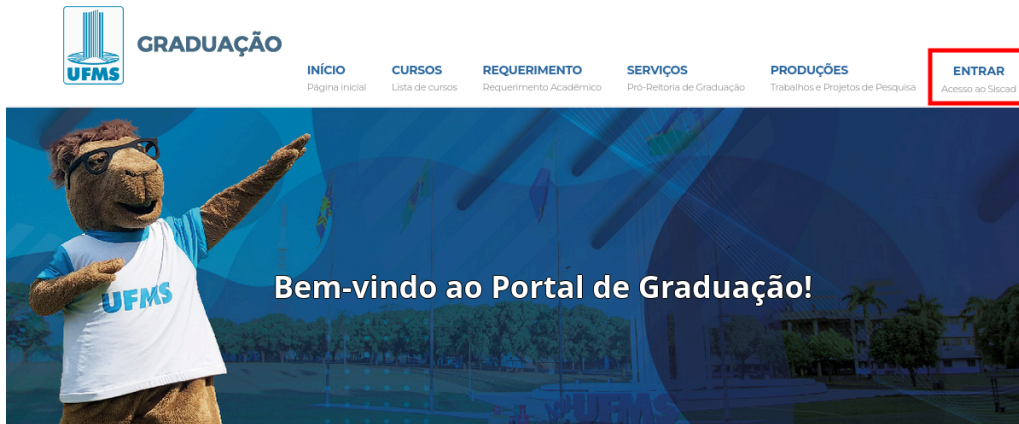 UFMS
GRADUAÇÃO
INÍCIO
Página inicial
CURSOS
Lista de cursos
REQUERIMENTO
Requerimento Acadêmico
SERVIÇOS
Pró-Reitoria de Graduação
PRODUÇÕES
Trabalhos e Projetos de Pesquisa
ENTRAR
Acesso ao Siscad
UFMS
Bem-vindo ao Portal de Graduação!
UFMS